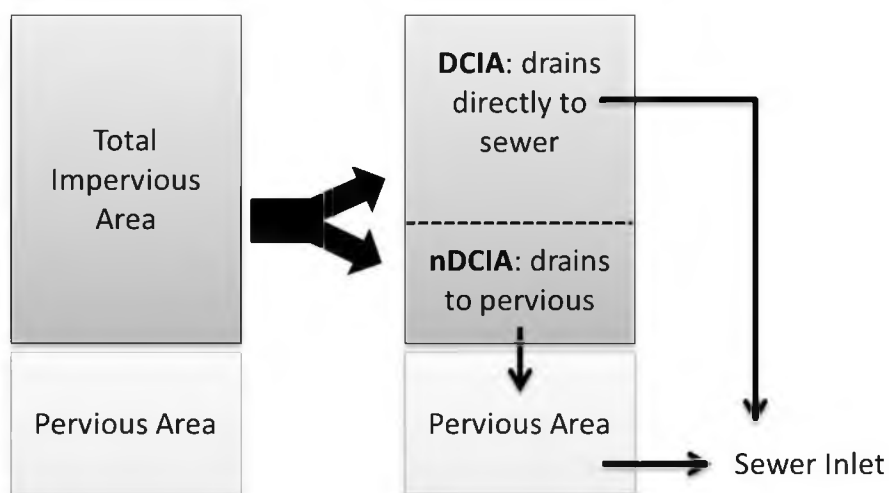 Total
Impervious
Area
Pervious Area
DCIA: drains
directly to
sewer
nDCIA: drains
to pervious
Pervious Area
Sewer Inlet